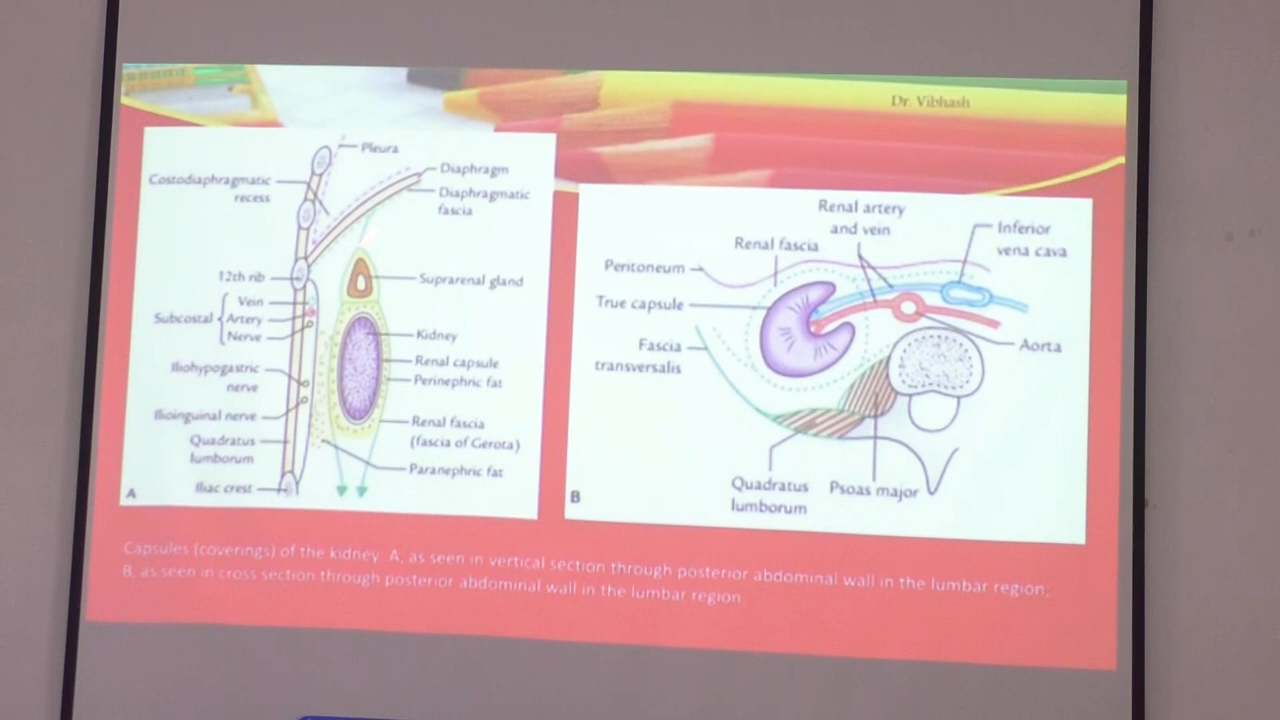 Dr. Vibhash
Pleura
Costodiaphragmatic
recess
Diaphragm
Diaphragmatic
fascia
12th rib
Suprarenal gland
Vein
Subcostal Artery
Nerve
Kidney
Renal capsule
Perinephric fat
Iliohypogastric
nerve
Ilioinguinal nerve
Renal fascia
(fascia of Gerota)
Quadratus
lumborum
Paranephric fat
Iliac crest
A
Renal artery
and vein
Inferior
vena cava
Renal fascia
Peritoneum
True capsule
Fascia
transversalis
Aorta
Quadratus
lumborum
Psoas major
B
Capsules (coverings) of the kidney: A, as seen in vertical section through posterior abdominal wall in the lumbar region;
B, as seen in cross section through posterior abdominal wall in the lumbar region